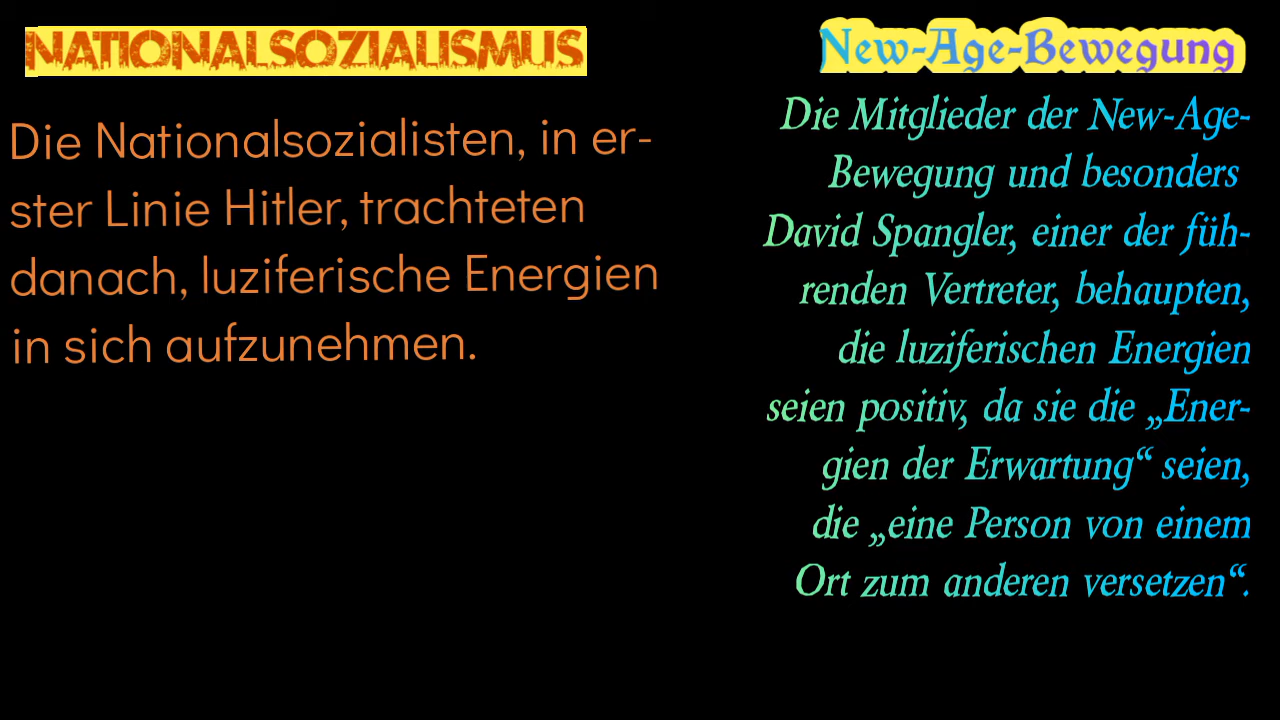 NATIONALSOZIALISMUS
Die Nationalsozialisten, in er-
ster Linie Hitler, trachteten
danach, luziferische Energien
in sich aufzunehmen.
New-Age-Bewegung
Die Mitglieder der New-Age-
Bewegung und besonders
David Spangler, einer der füh-
renden Vertreter, behaupten,
die luziferischen Energien
seien positiv, da sie die „Ener-
gien der Erwartung“ seien,
die „eine Person von einem
Ort zum anderen versetzen“.